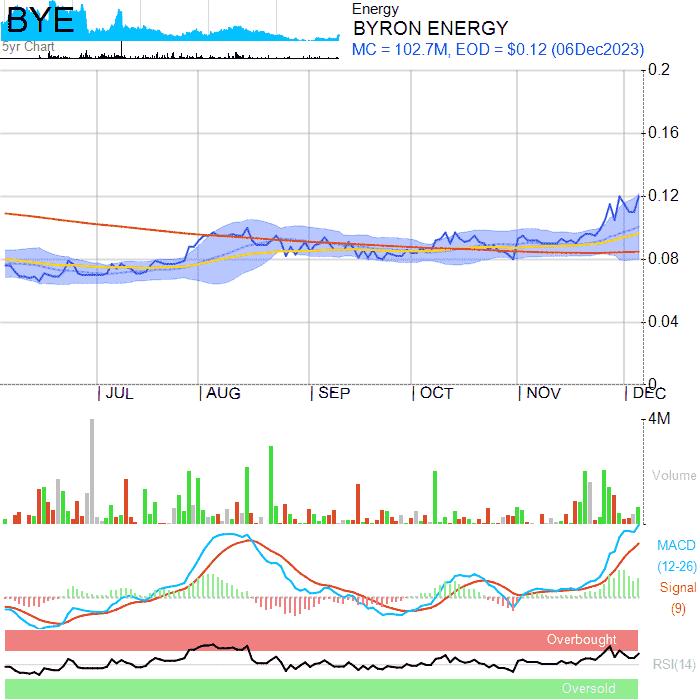 BYE
5yr Chart
Energy
BYRON ENERGY
MC = 102.7M, EOD = $0.12 (06Dec2023)
0.2
0.16
0.12
0.08
0.04
0
JUL AUG SEP OCT NOV DEC
4M
Volume
MACD
(12-26)
Signal
(9)
Overbought
RSI(14)
Oversold